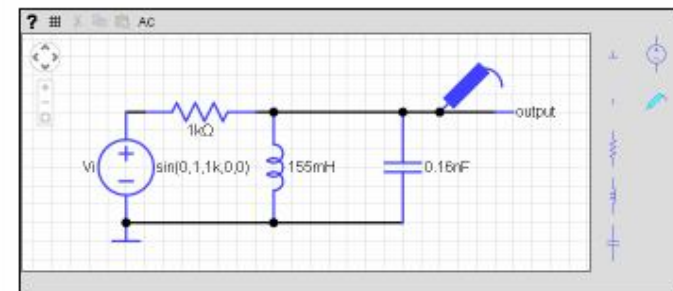 ? AC
output
1kΩ
Vi sin(0,1,1k,0,0) 155mH 0.16nF